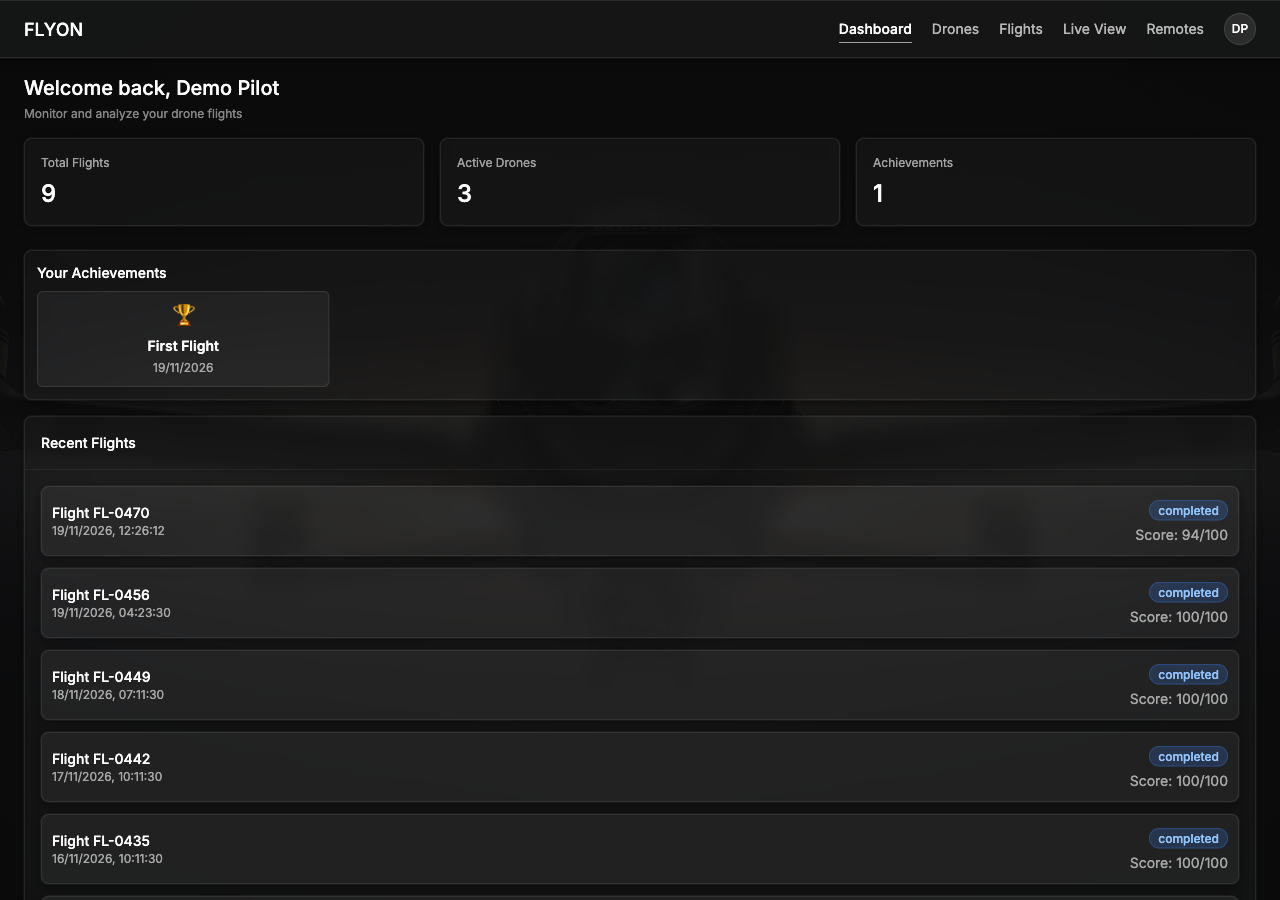 FLYON
Dashboard Drones Flights Live View Remotes DP
Welcome back, Demo Pilot
Monitor and analyze your drone flights
Total Flights
9
Active Drones
3
Achievements
1
Your Achievements
First Flight
19/11/2026
Recent Flights
Flight FL-0470
19/11/2026, 12:26:12
completed
Score: 94/100
Flight FL-0456
19/11/2026, 04:23:30
completed
Score: 100/100
Flight FL-0449
18/11/2026, 07:11:30
completed
Score: 100/100
Flight FL-0442
17/11/2026, 10:11:30
completed
Score: 100/100
Flight FL-0435
16/11/2026, 10:11:30
completed
Score: 100/100